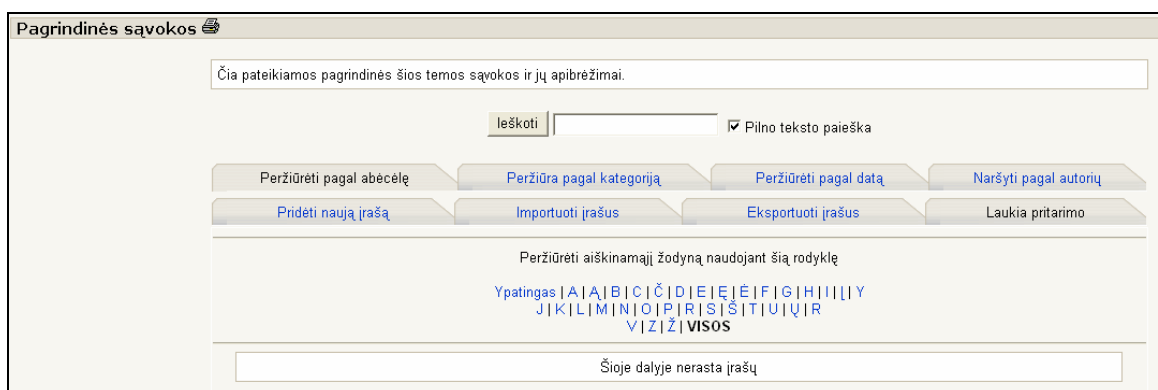 Pagrindinės sąvokos
Čia pateikiamos pagrindinės šios temos sąvokos ir jų apibrėžimai.
Ieškoti Pilno teksto paieška
Peržiūrėti pagal abėcėlę Peržiūra pagal kategoriją Peržiūrėti pagal datą Naršyti pagal autorių
Pridėti naują įrašą Importuoti įrašus Eksportuoti įrašus Laukia pritarimo
Peržiūrėti aiškinamąjį žodyną naudojant šią rodyklę
Ypatingas | A | Ą | B | C | Č | D | E | Ę | Ė | F | G | H | I | Į | Y
J | K | L | M | N | O | P | R | S | Š | T | U | Ų | R
V | Z | Ž | VISOS
Šioje dalyje nerasta įrašų